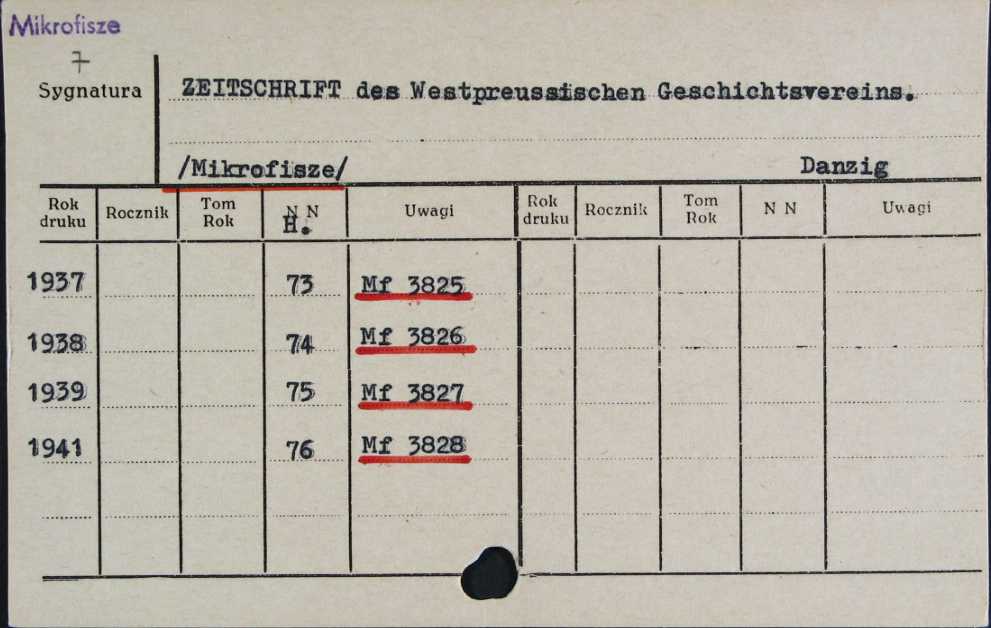 Mikrofisze
7
Sygnatura
ZEITSCHRIFT des Westpreussischen Geschichtsvereins.
/Mikrofisze/ Danzig
Rok druku Rocznik Tom Rok N N H. Uwagi Rok druku Rocznik Tom Rok N N Uwagi
1937 73 Mf 3825
1938 74 Mf 3826
1939 75 Mf 3827
1941 76 Mf 3828